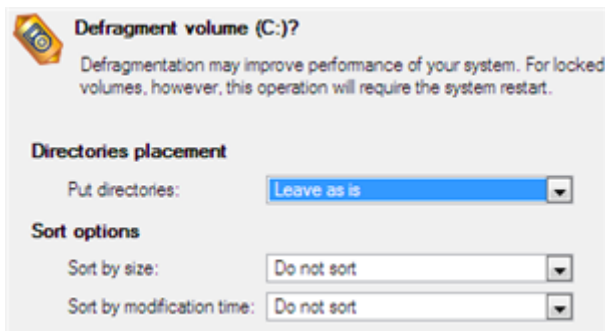 Defragment volume (C:)?
Defragmentation may improve performance of your system. For locked
volumes, however, this operation will require the system restart.
Directories placement
Put directories: Leave as is
Sort options
Sort by size: Do not sort
Sort by modification time: Do not sort